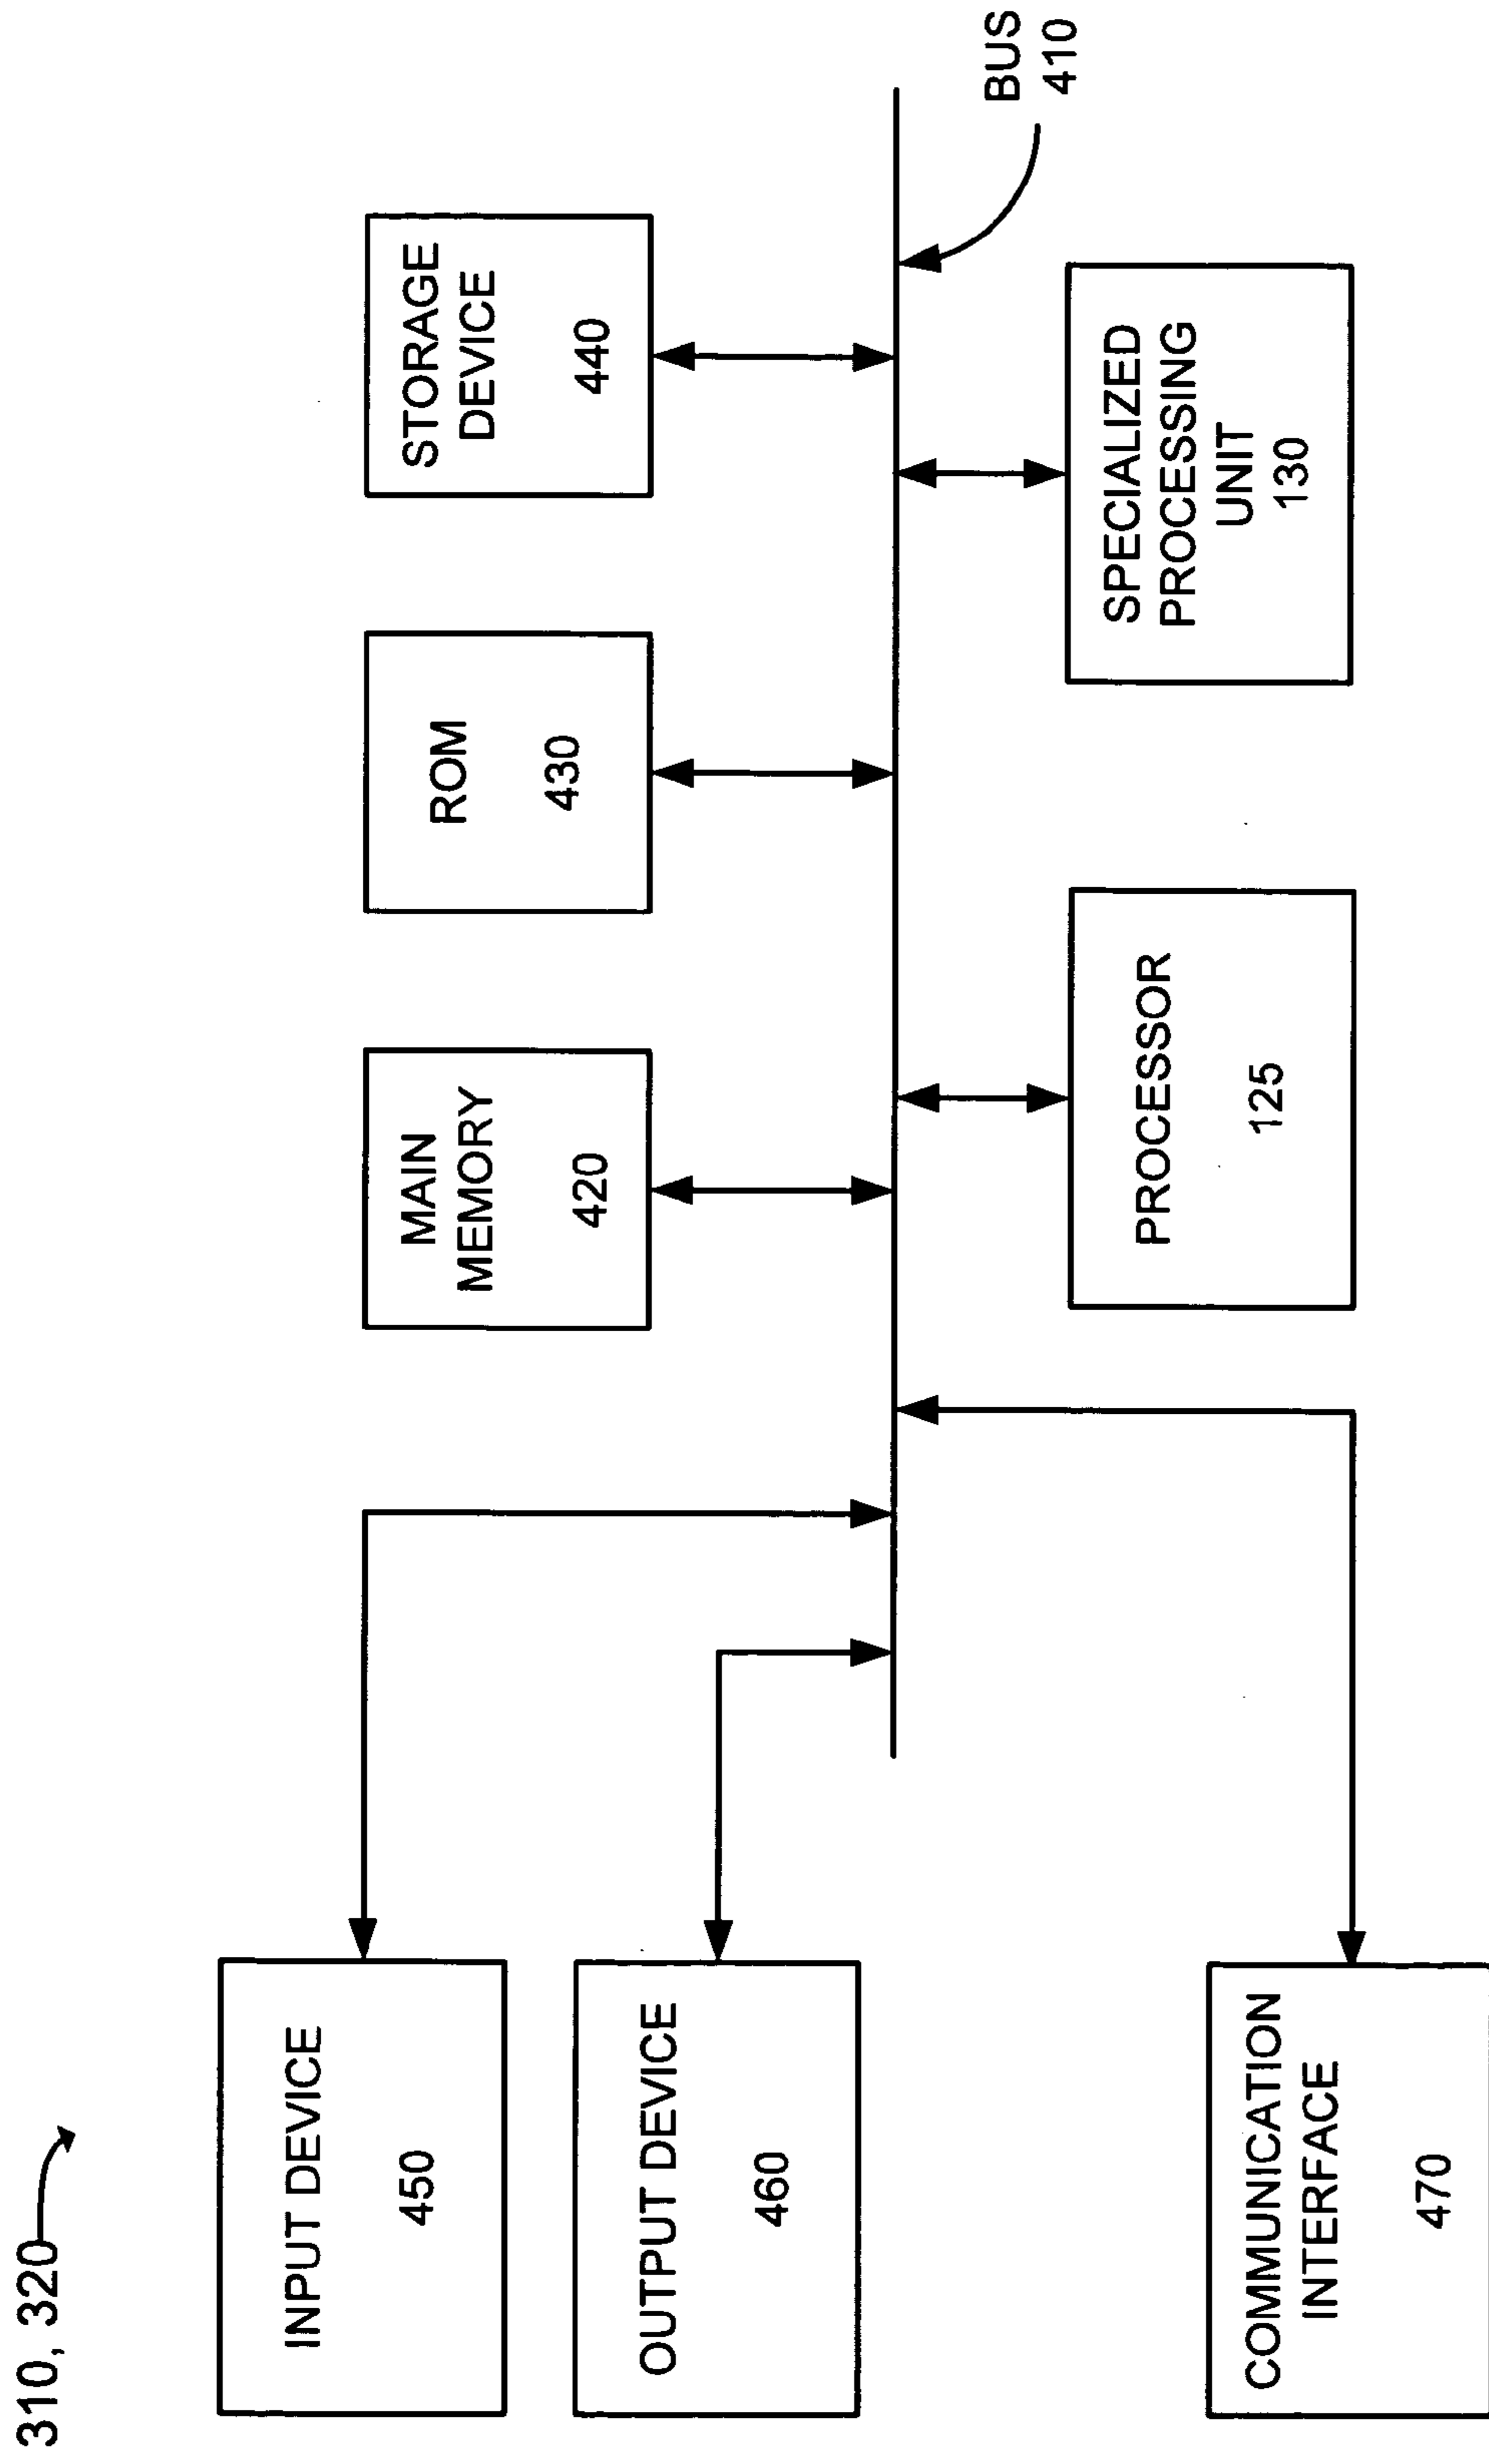 310, 320
INPUT DEVICE
450
OUTPUT DEVICE
460
COMMUNICATION
INTERFACE
470
MAIN
MEMORY
420
ROM
430
STORAGE
DEVICE
440
PROCESSOR
125
SPECIALIZED
PROCESSING
UNIT
130
BUS
410